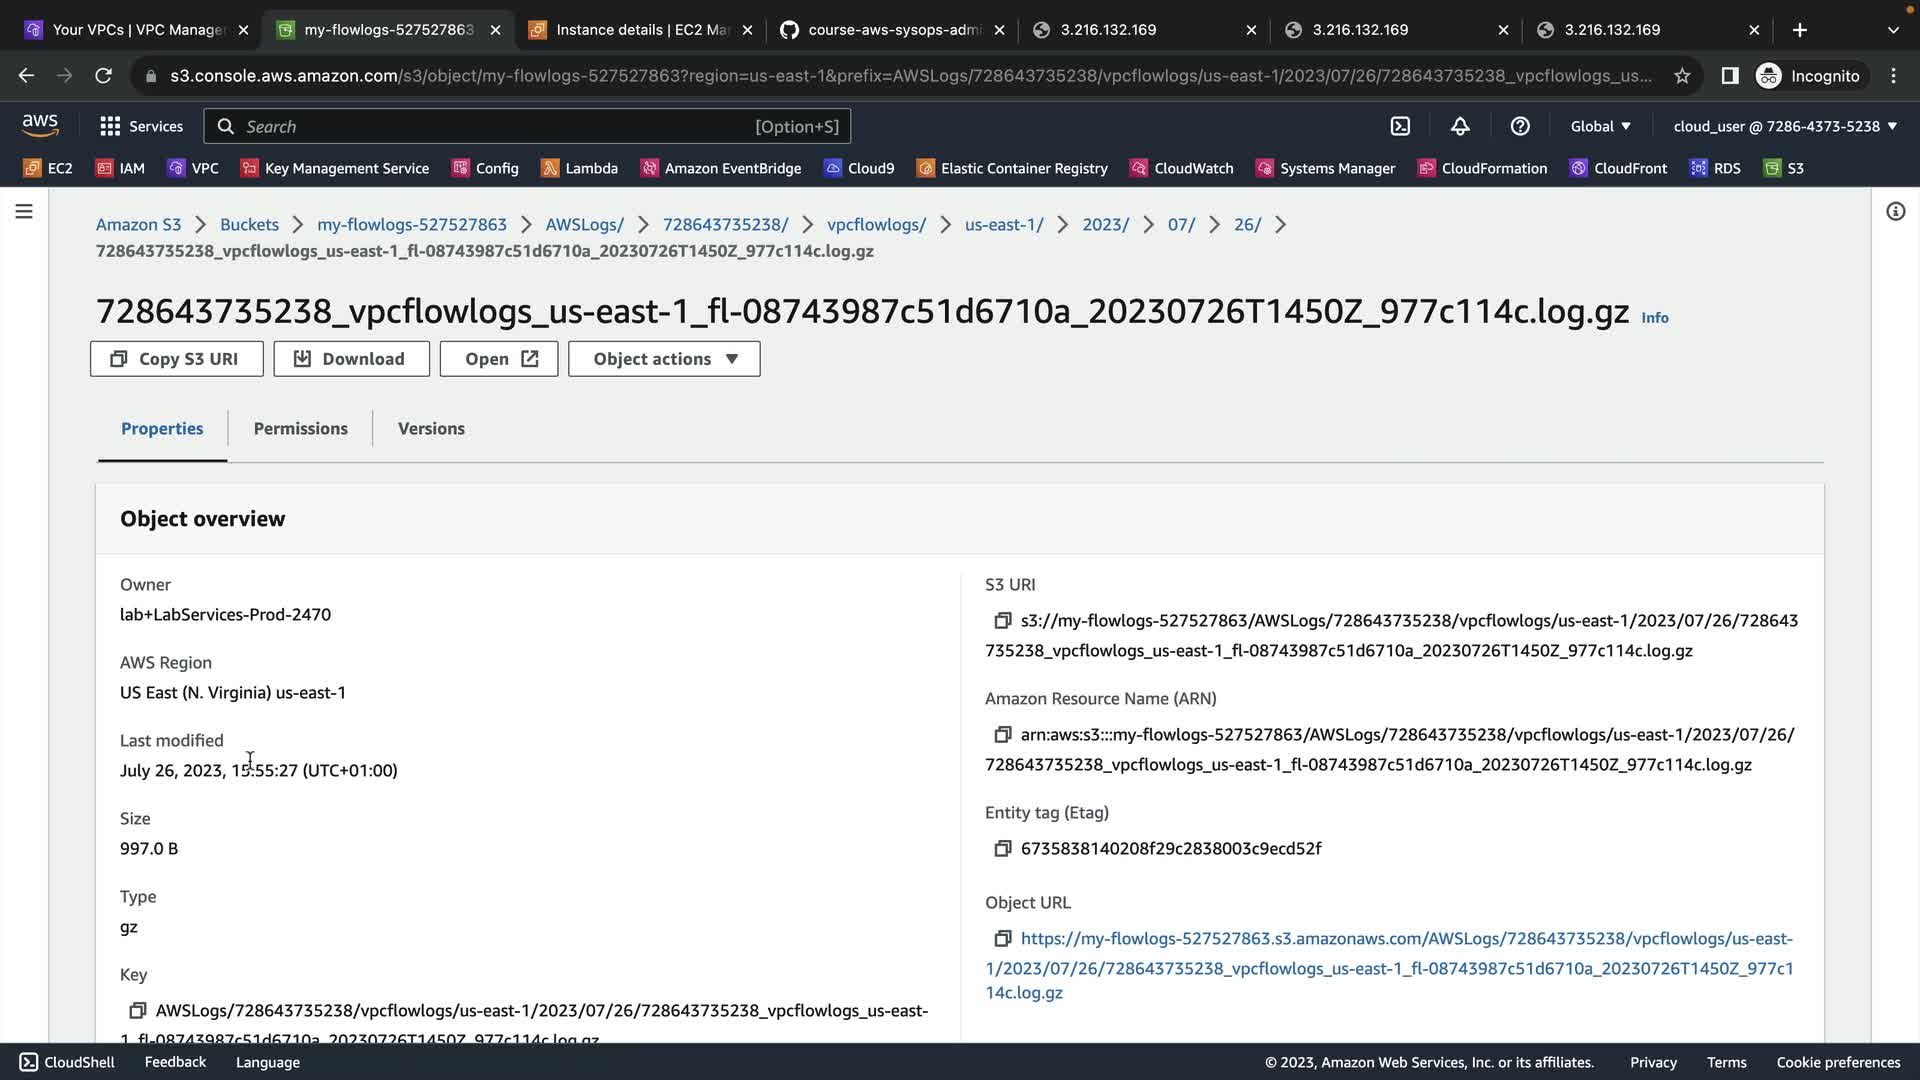 Your VPCs | VPC Manage
my-flowlogs-527527863
Instance details | EC2 Ma
course-aws-sysops-admi
3.216.132.169
3.216.132.169
3.216.132.169
s3.console.aws.amazon.com/s3/object/my-flowlogs-527527863?region=us-east-1&prefix=AWSLogs/728643735238/vpcflowlogs/us-east-1/2023/07/26/728643735238_vpcflowlogs_us...
Incognito
aws
Services
Search
[Option+S]
Global
cloud_user @ 7286-4373-5238
EC2
IAM
VPC
Key Management Service
Config
Lambda
Amazon EventBridge
Cloud9
Elastic Container Registry
CloudWatch
Systems Manager
CloudFormation
CloudFront
RDS
S3
Amazon S3 > Buckets > my-flowlogs-527527863 > AWSLogs/ > 728643735238/ > vpcflowlogs/ > us-east-1/ > 2023/ > 07/ > 26/ >
728643735238_vpcflowlogs_us-east-1_fl-08743987c51d6710a_20230726T1450Z_977c114c.log.gz
728643735238_vpcflowlogs_us-east-1_fl-08743987c51d6710a_20230726T1450Z_977c114c.log.gz Info
Copy S3 URI
Download
Open
Object actions
Properties
Permissions
Versions
Object overview
Owner
lab+LabServices-Prod-2470
AWS Region
US East (N. Virginia) us-east-1
Last modified
July 26, 2023, 15:55:27 (UTC+01:00)
Size
997.0 B
Type
gz
Key
AWSLogs/728643735238/vpcflowlogs/us-east-1/2023/07/26/728643735238_vpcflowlogs_us-east-
1_fl-08743987c51d6710a_20230726T1450Z_977c114c.log.gz
S3 URI
s3://my-flowlogs-527527863/AWSLogs/728643735238/vpcflowlogs/us-east-1/2023/07/26/728643
735238_vpcflowlogs_us-east-1_fl-08743987c51d6710a_20230726T1450Z_977c114c.log.gz
Amazon Resource Name (ARN)
arn:aws:s3:::my-flowlogs-527527863/AWSLogs/728643735238/vpcflowlogs/us-east-1/2023/07/26/
728643735238_vpcflowlogs_us-east-1_fl-08743987c51d6710a_20230726T1450Z_977c114c.log.gz
Entity tag (Etag)
6735838140208f29c2838003c9ecd52f
Object URL
https://my-flowlogs-527527863.s3.amazonaws.com/AWSLogs/728643735238/vpcflowlogs/us-east-
1/2023/07/26/728643735238_vpcflowlogs_us-east-1_fl-08743987c51d6710a_20230726T1450Z_977c1
14c.log.gz
CloudShell
Feedback
Language
© 2023, Amazon Web Services, Inc. or its affiliates.
Privacy
Terms
Cookie preferences